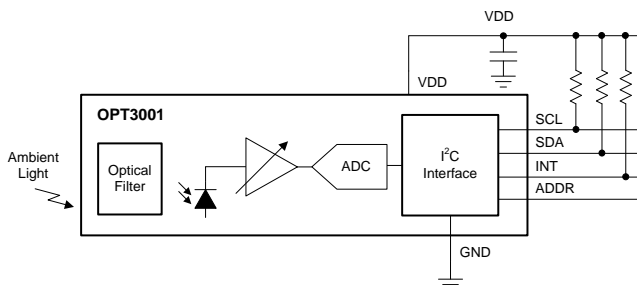 VDD
VDD
OPT3001
SCL
SDA
INT
ADDR
Ambient
Light
Optical
Filter
ADC
I²C
Interface
GND